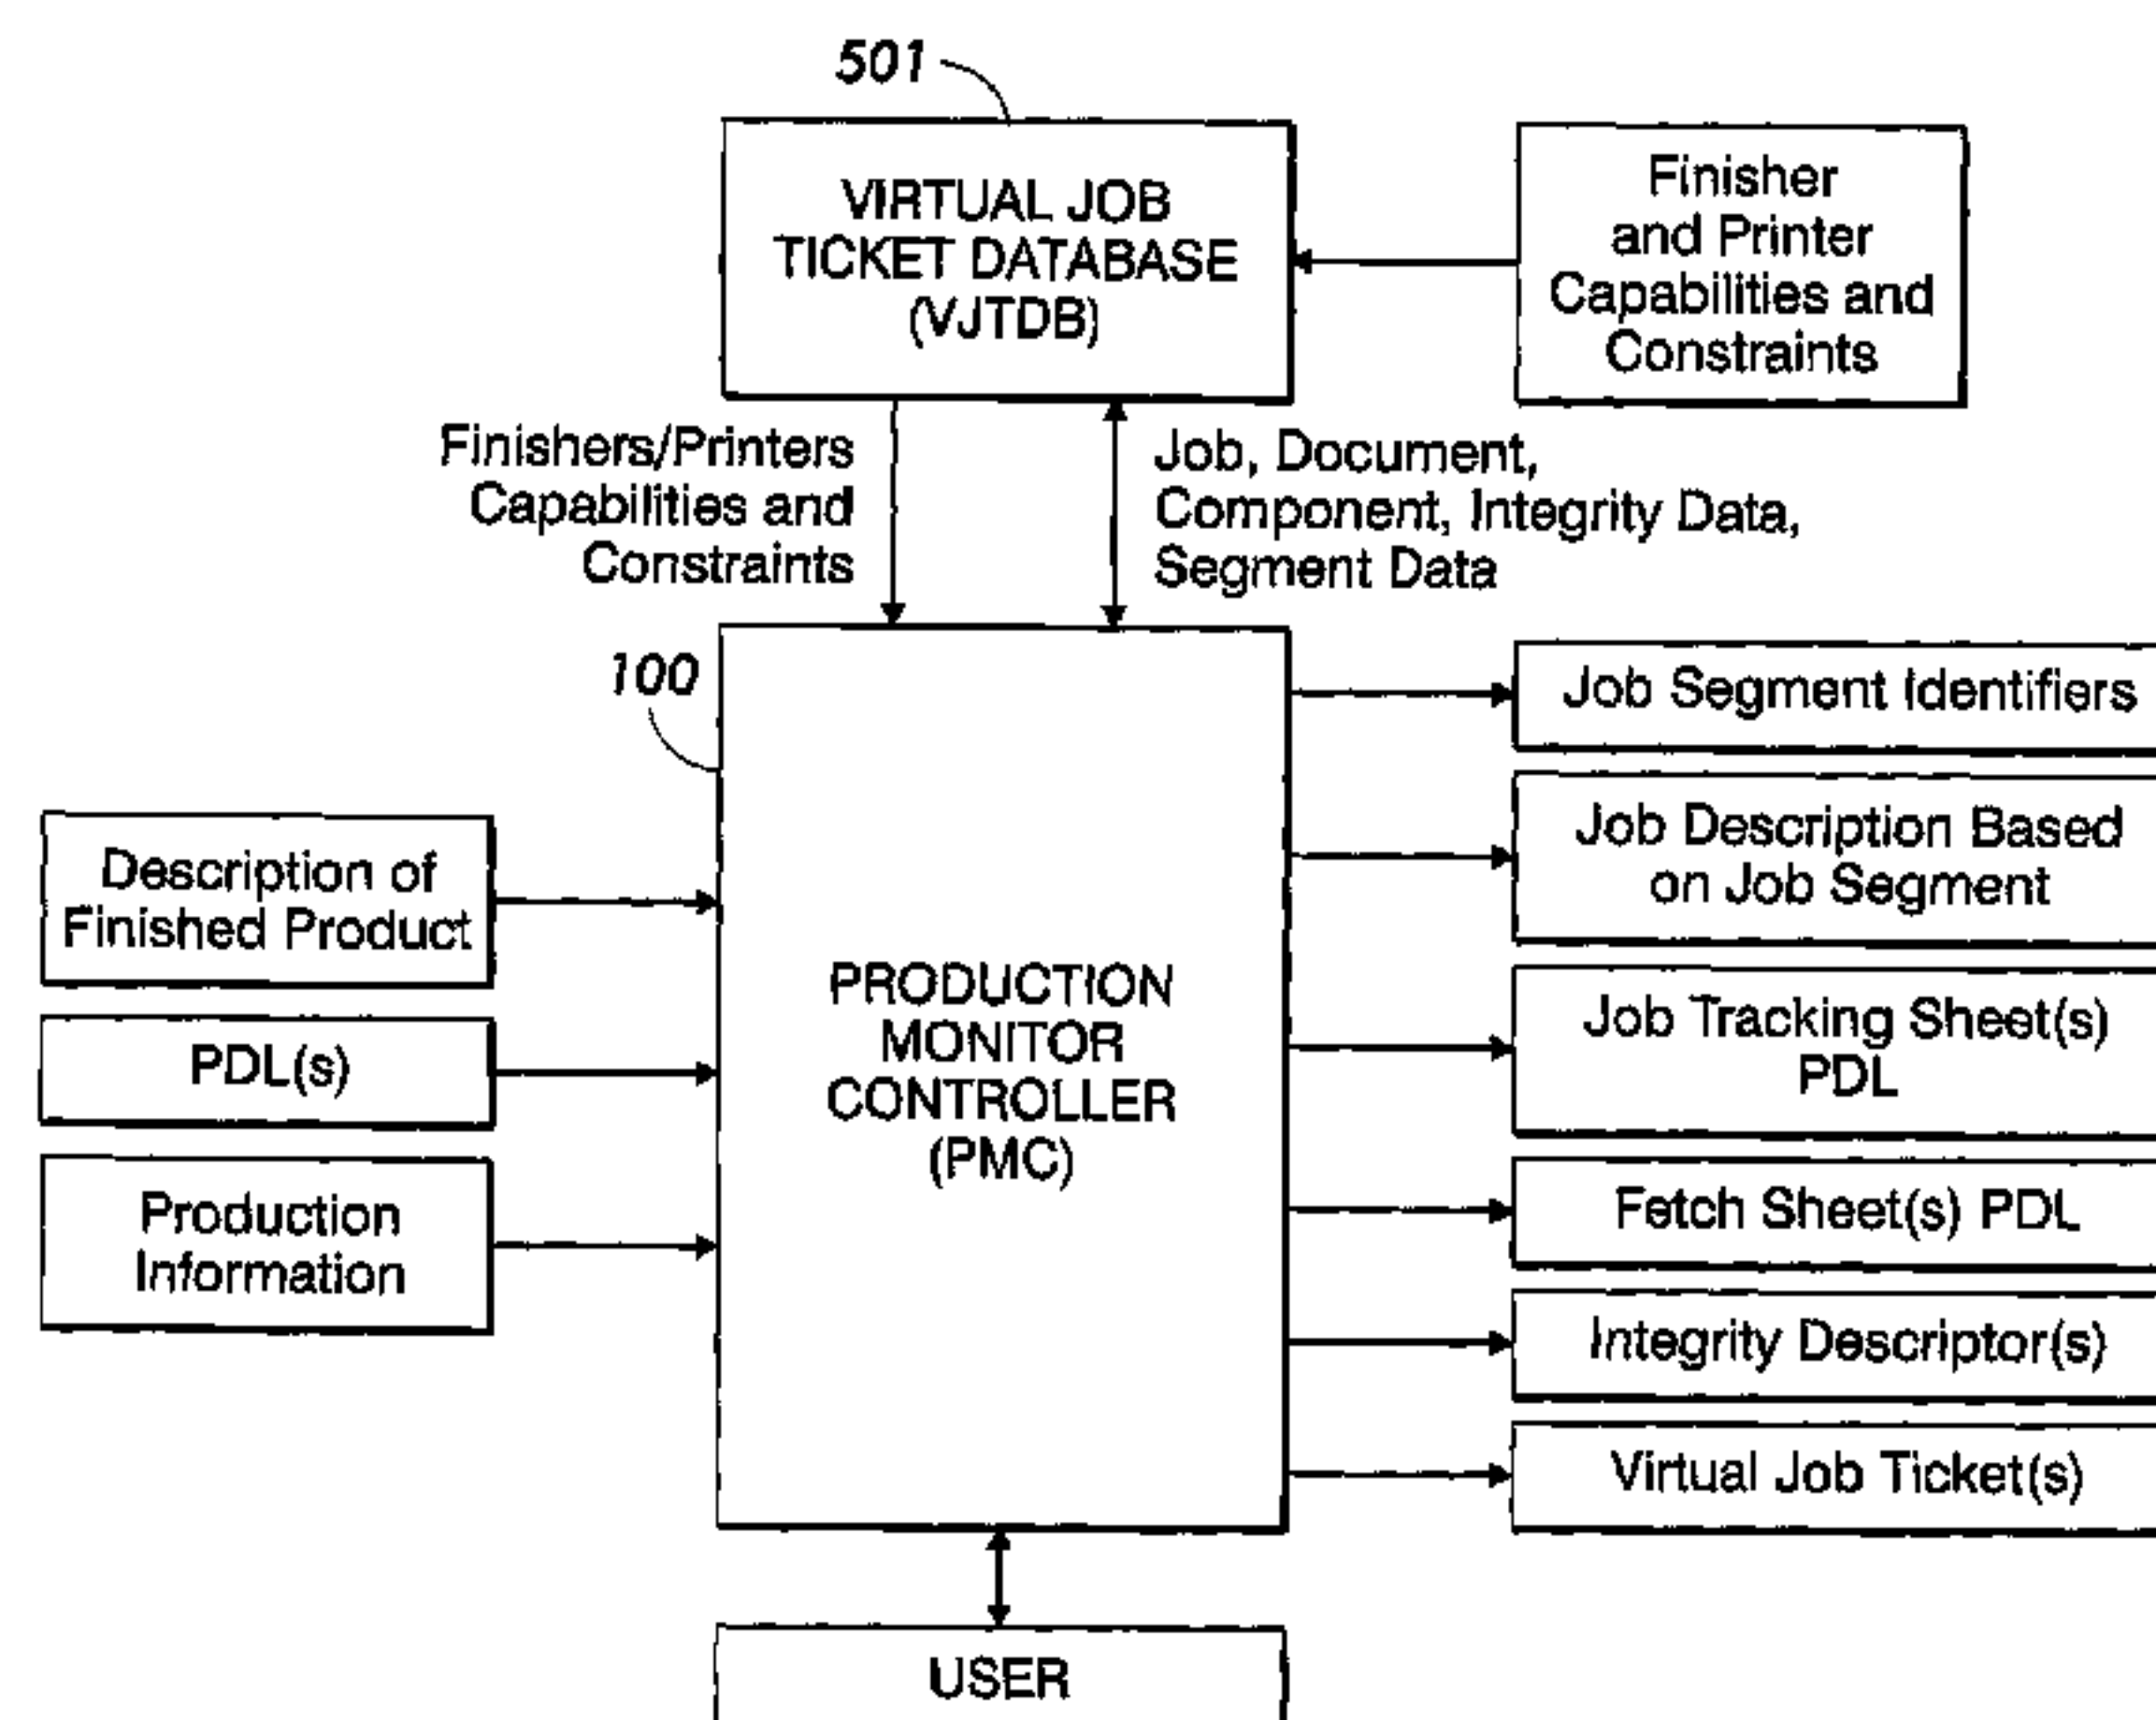 501
VIRTUAL JOB
TICKET DATABASE
(VJTDB)
Finisher
and Printer
Capabilities and
Constraints
Finishers/Printers
Capabilities and
Constraints
Job, Document,
Component, Integrity Data,
Segment Data
100
Description of
Finished Product
PDL(s)
Production
Information
PRODUCTION
MONITOR
CONTROLLER
(PMC)
Job Segment Identifiers
Job Description Based
on Job Segment
Job Tracking Sheet(s)
PDL
Fetch Sheet(s) PDL
Integrity Descriptor(s)
Virtual Job Ticket(s)
USER